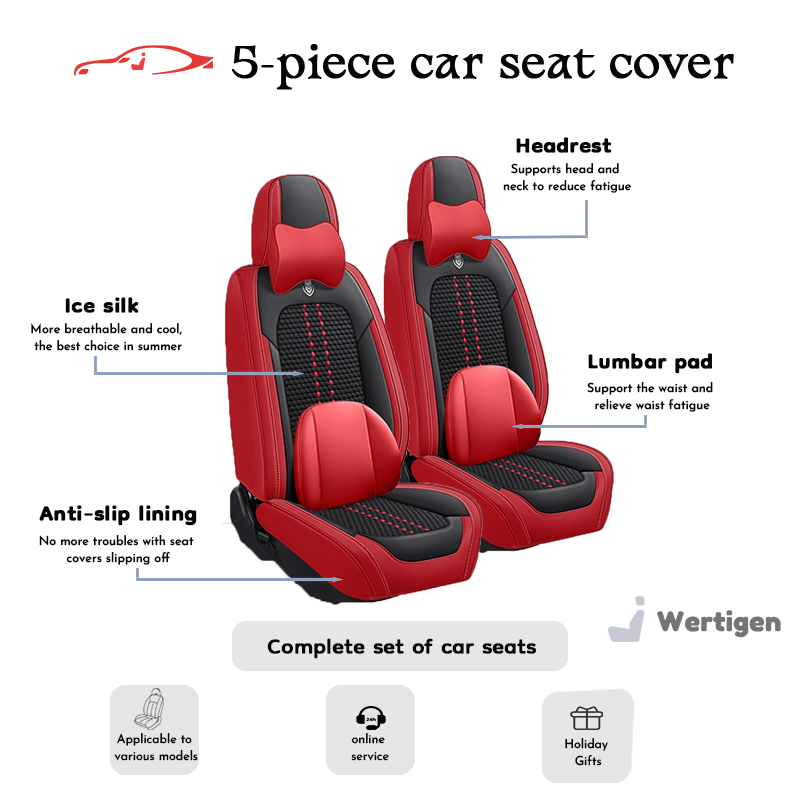 5-piece car seat cover
Headrest
Supports head and
neck to reduce fatigue
Ice silk
More breathable and cool,
the best choice in summer
Lumbar pad
Support the waist and
relieve waist fatigue
Anti-slip lining
No more troubles with seat
covers slipping off
Wertigen
Complete set of car seats
Applicable to
various models
24h
online
service
Holiday
Gifts